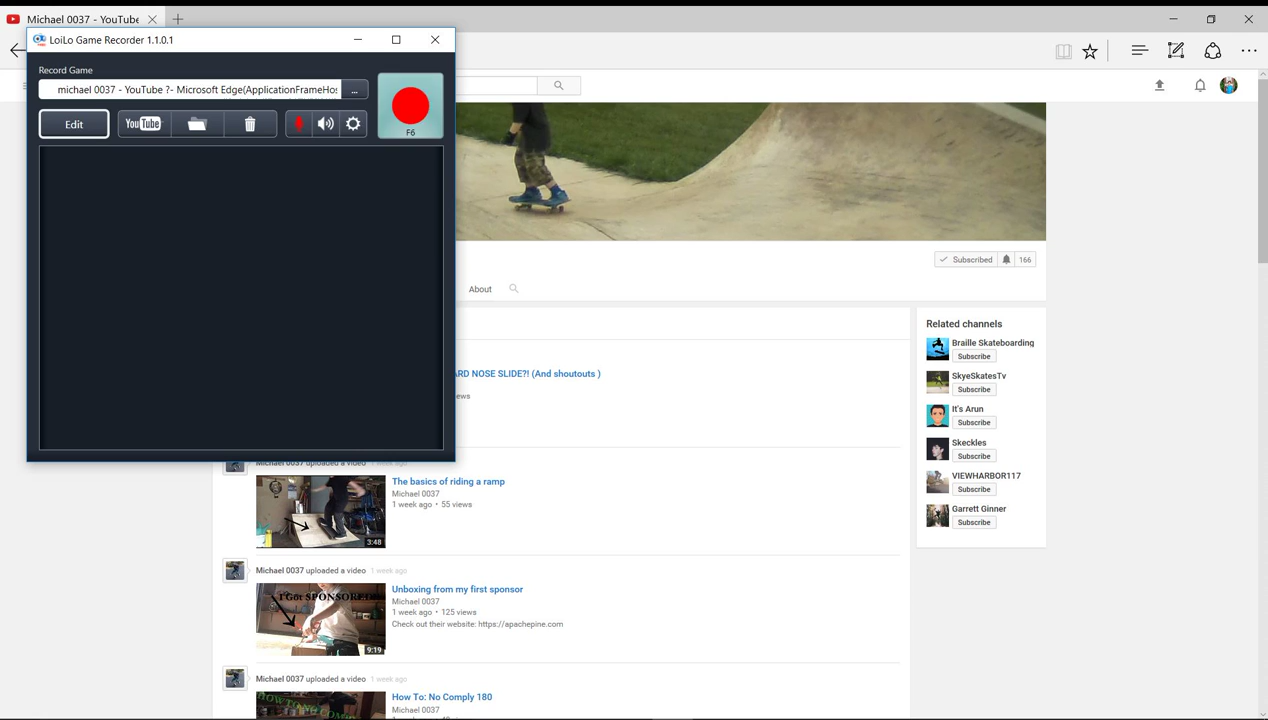 Michael 0037 - YouTube
LoiLo Game Recorder 1.1.0.1
Record Game
michael 0037 - YouTube ?- Microsoft Edge(ApplicationFrameHos
...
Edit
YouTube
F6
Subscribed
166
About
ARD NOSE SLIDE?! (And shoutouts )
ews
Michael 0037 uploaded a video 1 week ago
The basics of riding a ramp
Michael 0037
1 week ago • 55 views
3:48
Michael 0037 uploaded a video 1 week ago
I GOT SPONSORED
Unboxing from my first sponsor
Michael 0037
1 week ago • 125 views
Check out their website: https://apachepine.com
9:19
Michael 0037 uploaded a video 1 week ago
How To: No Comply 180
Michael 0037
Related channels
Braille Skateboarding
Subscribe
SkyeSkatesTv
Subscribe
It's Arun
Subscribe
Skeckles
Subscribe
VIEWHARBOR117
Subscribe
Garrett Ginner
Subscribe